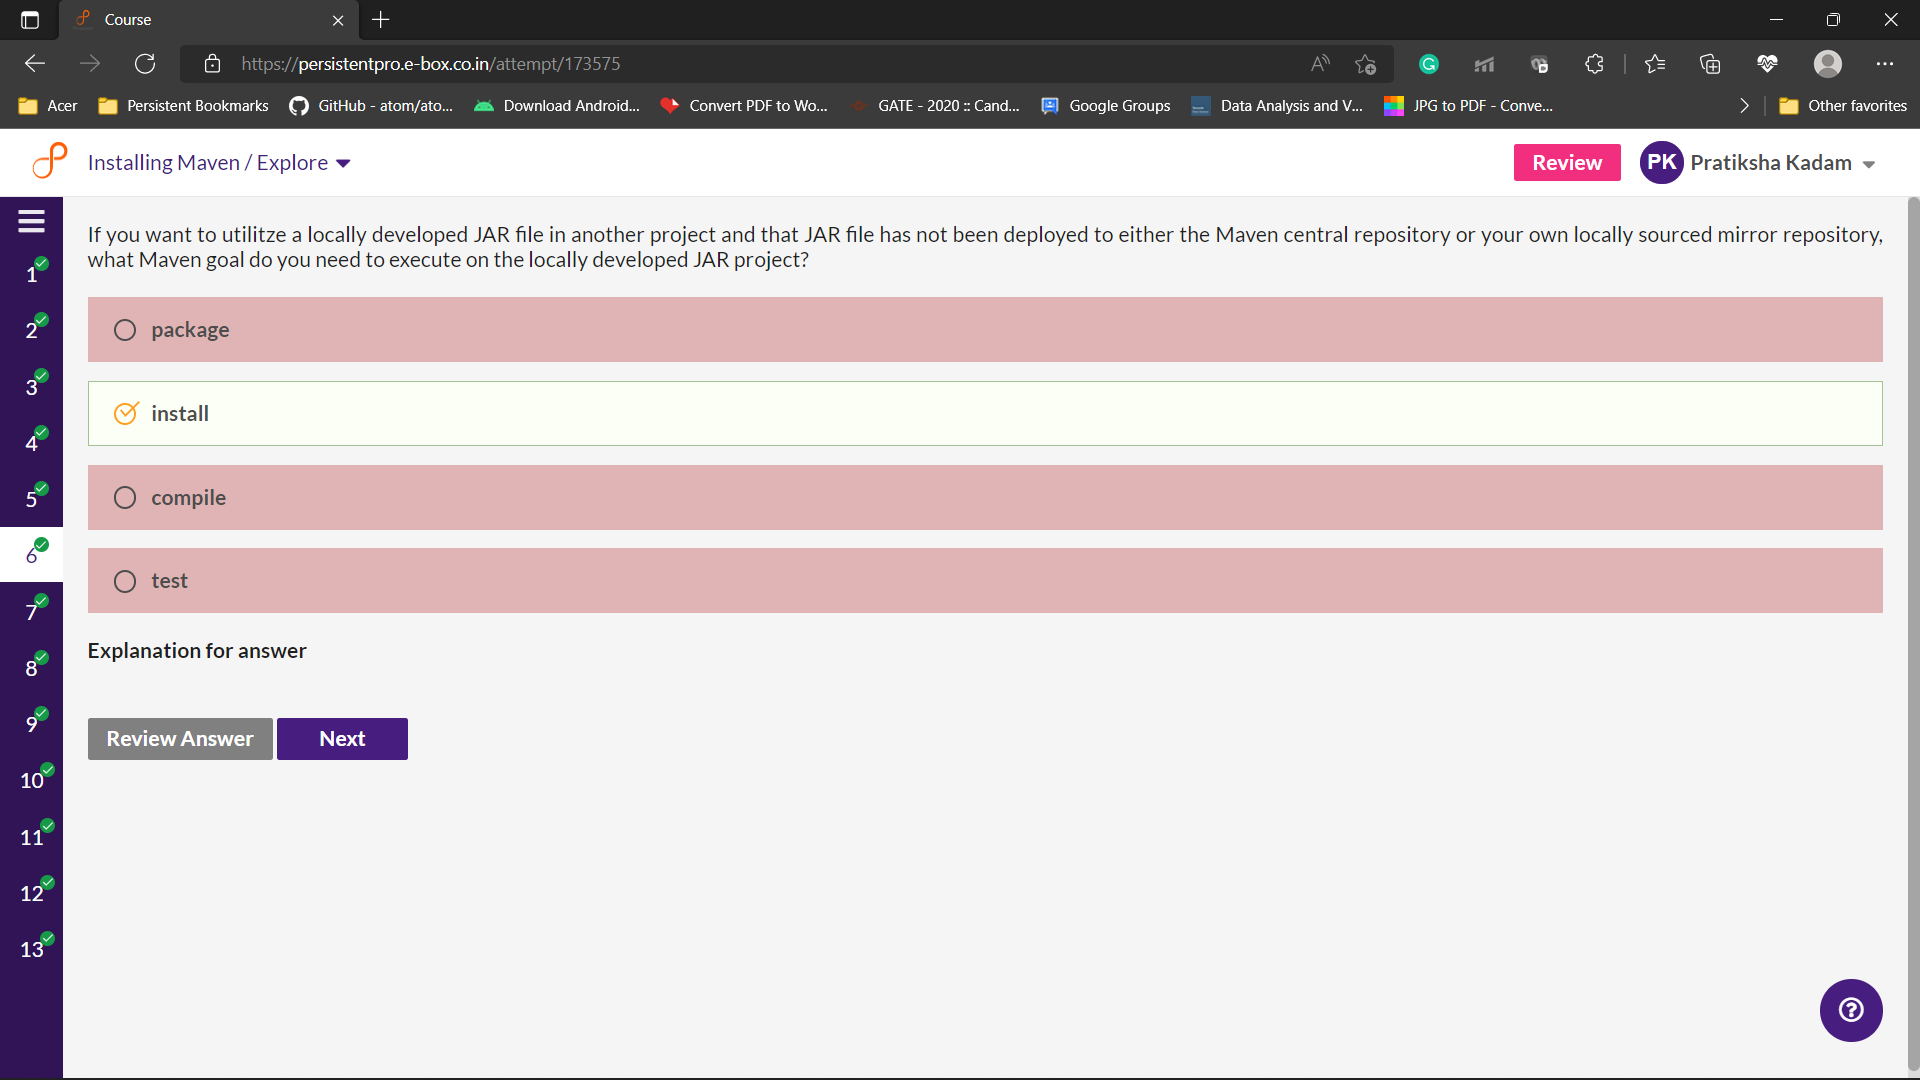 Course
https://persistentpro.e-box.co.in/attempt/173575
Acer
Persistent Bookmarks
GitHub - atom/ato...
Download Android...
Convert PDF to Wo...
GATE - 2020 :: Cand...
Google Groups
Data Analysis and V...
JPG to PDF - Conve...
Other favorites
Installing Maven / Explore
Review
PK
Pratiksha Kadam
If you want to utilitze a locally developed JAR file in another project and that JAR file has not been deployed to either the Maven central repository or your own locally sourced mirror repository,
what Maven goal do you need to execute on the locally developed JAR project?
package
install
compile
test
Explanation for answer
Review Answer
Next
1
2
3
4
5
6
7
8
9
10
11
12
13